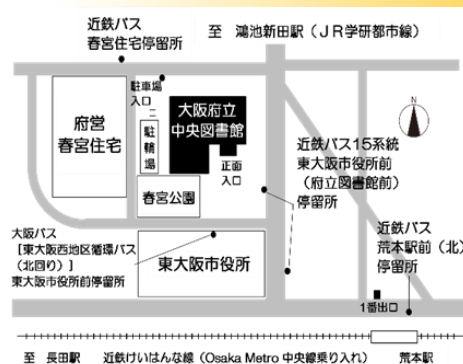 近鉄バス
春宮住宅停留所
至 鴻池新田駅（ＪＲ学研都市線）
駐車場
入口
府営
春宮住宅
駐輪場
大阪府立
中央図書館
正面
入口
N
春宮公園
近鉄バス15系統
東大阪市役所前
（府立図書館前）
停留所
大阪バス
［東大阪西地区循環バス
（北回り）］
東大阪市役所前停留所
東大阪市役所
近鉄バス
荒本駅前（北）
停留所
1番出口
至 長田駅
近鉄けいはんな線（Osaka Metro 中央線乗り入れ）
荒本駅